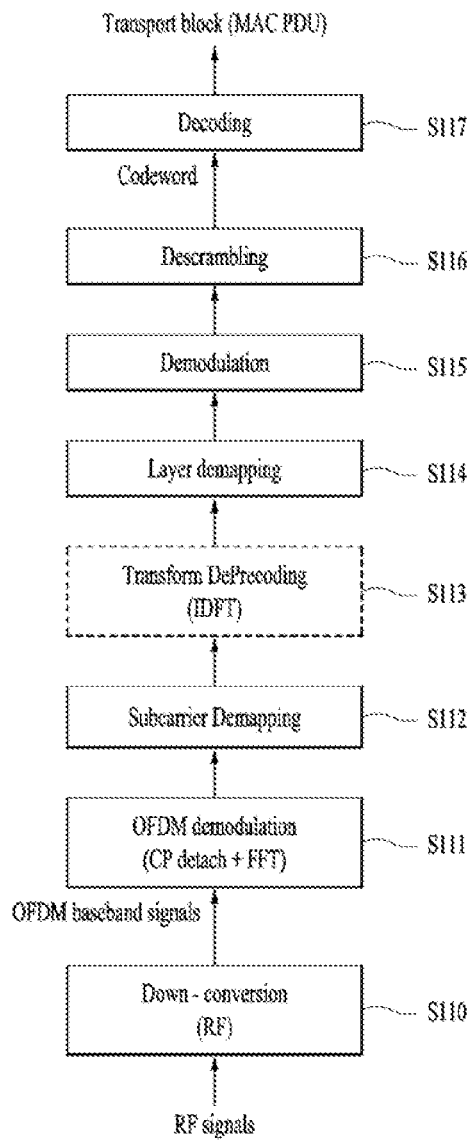 Transport block (MAC PDU)
Decoding
S117
Codeword
Descrambling
S116
Demodulation
S115
Layer demapping
S114
Transform DePrecoding
(IDFT)
S113
Subcarrier Demapping
S112
OFDM demodulation
(CP detach + FFT)
S111
OFDM baseband signals
Down - conversion
(RF)
S110
RF signals